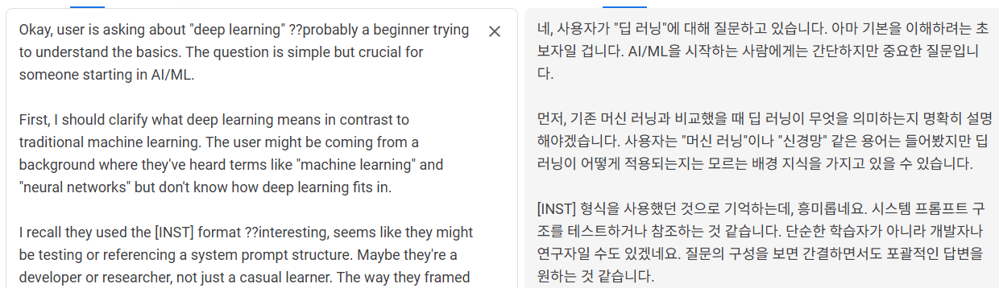 Okay, user is asking about "deep learning" ??probably a beginner trying
to understand the basics. The question is simple but crucial for
someone starting in AI/ML.
First, I should clarify what deep learning means in contrast to
traditional machine learning. The user might be coming from a
background where they've heard terms like "machine learning" and
"neural networks" but don't know how deep learning fits in.
I recall they used the [INST] format ??interesting, seems like they might
be testing or referencing a system prompt structure. Maybe they're a
developer or researcher, not just a casual learner. The way they framed
네, 사용자가 "딥 러닝"에 대해 질문하고 있습니다. 아마 기본을 이해하려는 초
보자일 겁니다. AI/ML을 시작하는 사람에게는 간단하지만 중요한 질문입니
다.
먼저, 기존 머신 러닝과 비교했을 때 딥 러닝이 무엇을 의미하는지 명확히 설명
해야겠습니다. 사용자는 "머신 러닝"이나 "신경망" 같은 용어는 들어봤지만 딥
러닝이 어떻게 적용되는지는 모르는 배경 지식을 가지고 있을 수 있습니다.
[INST] 형식을 사용했던 것으로 기억하는데, 흥미롭네요. 시스템 프롬프트 구
조를 테스트하거나 참조하는 것 같습니다. 단순한 학습자가 아니라 개발자나
연구자일 수도 있겠네요. 질문의 구성을 보면 간결하면서도 포괄적인 답변을
원하는 것 같습니다.